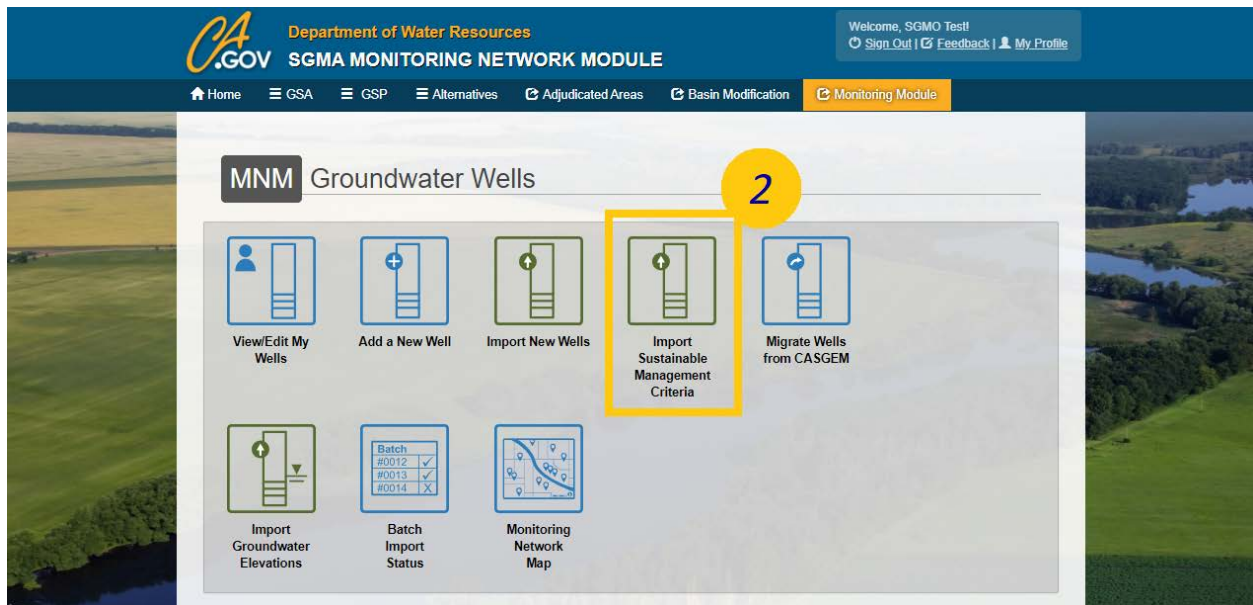 CA
.GOV
Department of Water Resources
SGMA MONITORING NETWORK MODULE
Welcome, SGMO Test!
Sign Out | Feedback | My Profile
Home GSA GSP Alternatives Adjudicated Areas Basin Modification Monitoring Module
MNM Groundwater Wells
2
View/Edit My
Wells
Add a New Well
Import New Wells
Import
Sustainable
Management
Criteria
Migrate Wells
from CASGEM
Batch
#0012
#0013
#0014 X
Import
Groundwater
Elevations
Batch
Import
Status
Monitoring
Network
Map